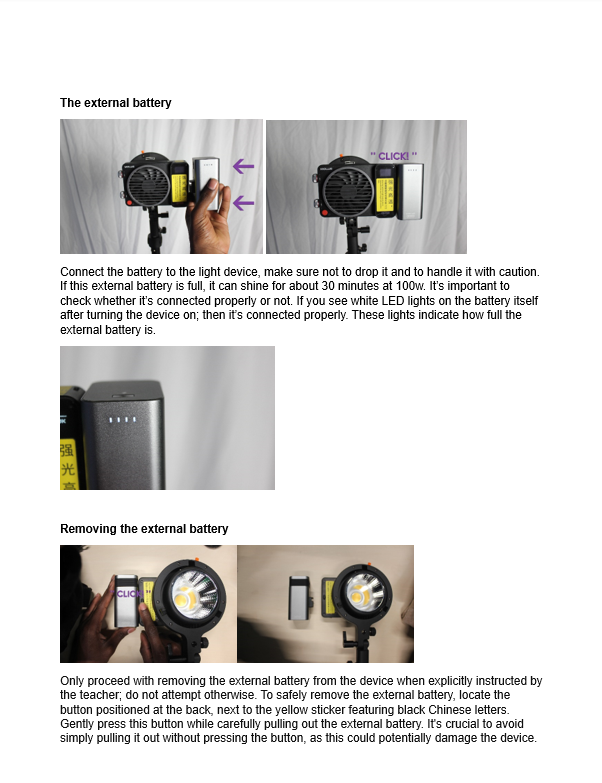 The external battery
" CLICK! "
Connect the battery to the light device, make sure not to drop it and to handle it with caution.
If this external battery is full, it can shine for about 30 minutes at 100w. It's important to
check whether it's connected properly or not. If you see white LED lights on the battery itself
after turning the device on; then it's connected properly. These lights indicate how full the
external battery is.
强
光
Removing the external battery
Only proceed with removing the external battery from the device when explicitly instructed by
the teacher; do not attempt otherwise. To safely remove the external battery, locate the
button positioned at the back, next to the yellow sticker featuring black Chinese letters.
Gently press this button while carefully pulling out the external battery. It's crucial to avoid
simply pulling it out without pressing the button, as this could potentially damage the device.